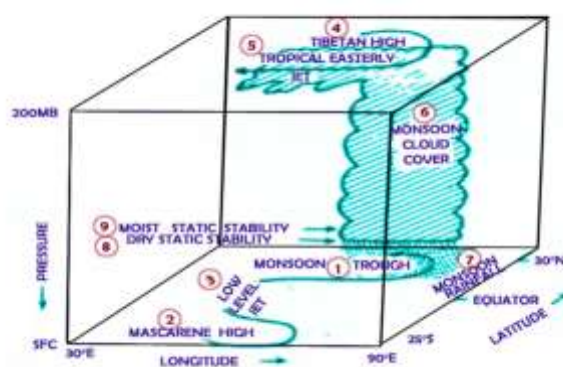 4
TIBETAN HIGH
5 TROPICAL EASTERLY
JET
200MB
6
MONSOON
CLOUD
COVER
9 MOIST STATIC STABILITY
8 DRY STATIC STABILITY
PRESSURE
MONSOON 1 TROUGH
7
MONSOON
RAINFALL
30°N
3
LOW
LEVEL
JET
EQUATOR
2
MASCARENE HIGH
LATITUDE
SFC
25°S
30°E
LONGITUDE
90°E